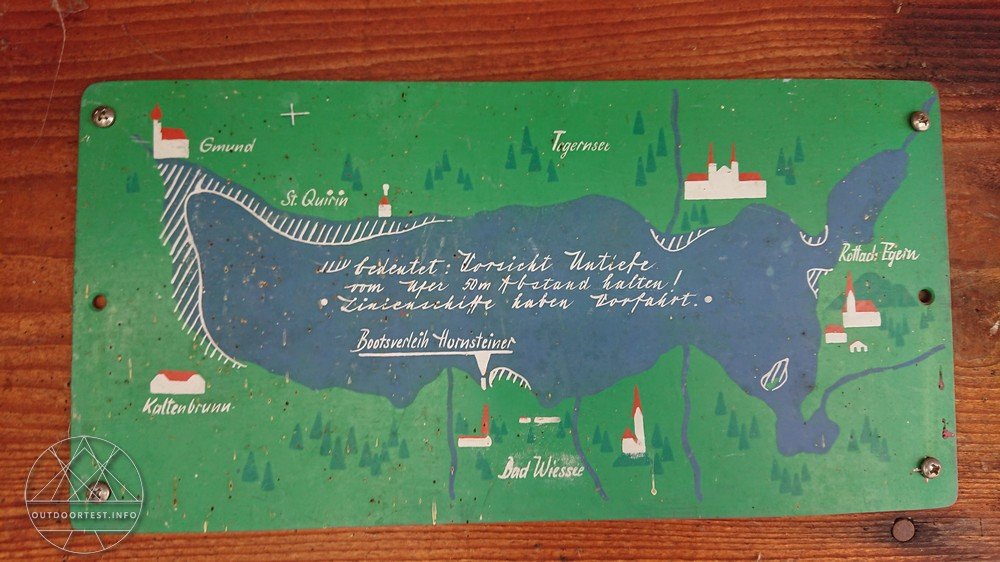 Gmund
Tegernsee
St. Quirin
Rottach-Egern
bedeutet: Vorsicht Untiefe
vom Ufer 50m Abstand halten!
• Linienschiffe haben Vorfahrt. •
Bootsverleih Hornsteiner
Kaltenbrunn
Bad Wiessee
OUTDOORTEST.INFO